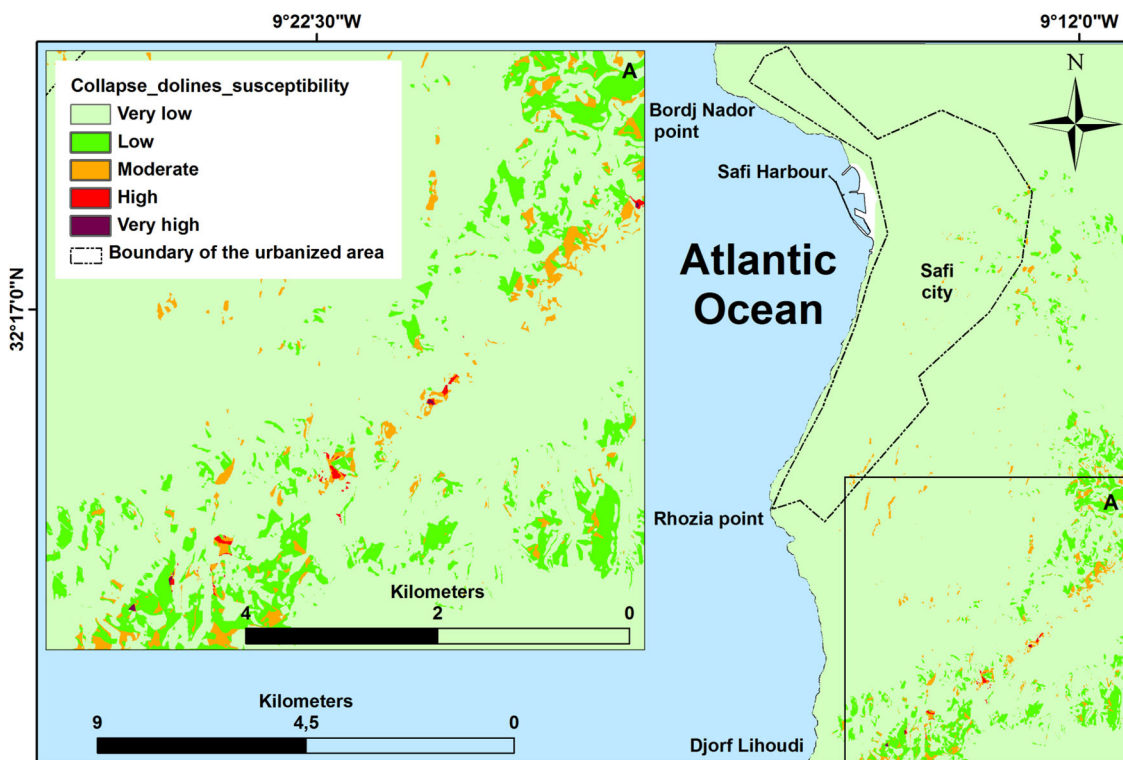 9°22'30"W
9°12'0"W
32°17'0"N
A
Collapse_dolines_susceptibility
Very low
Low
Moderate
High
Very high
Boundary of the urbanized area
Kilometers
4 2 0
Kilometers
9 4,5 0
N
Bordj Nador
point
Safi Harbour
Atlantic
Ocean
Safi
city
Rhozia point
A
Djorf Lihoudi